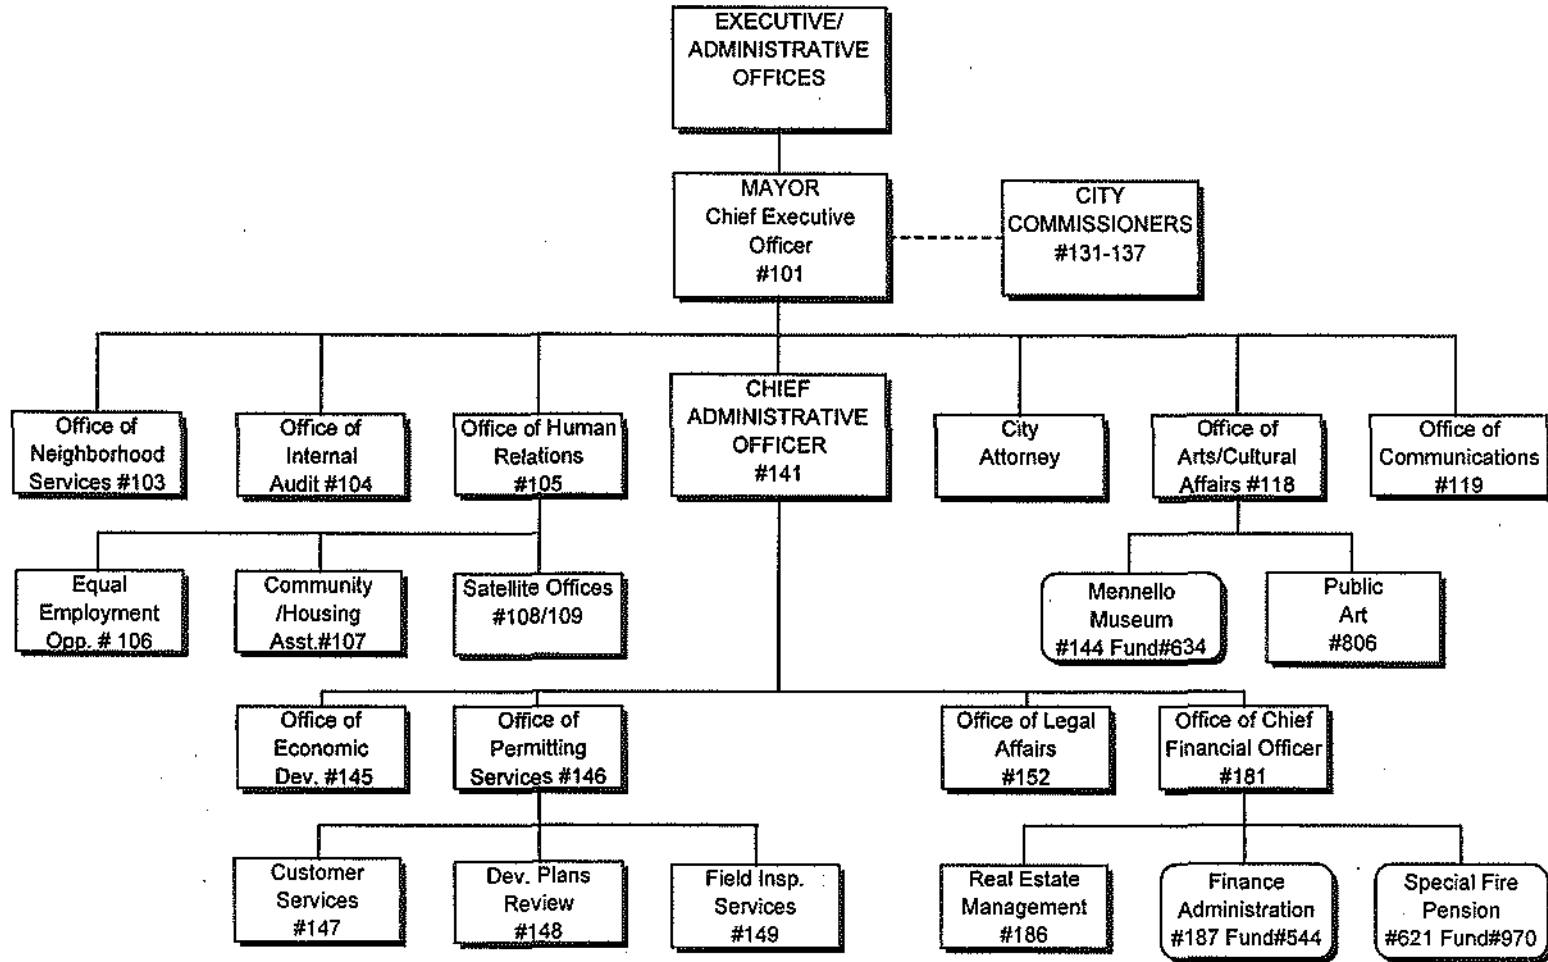 EXECUTIVE/
ADMINISTRATIVE
OFFICES
MAYOR
Chief Executive
Officer
#101
CITY
COMMISSIONERS
#131-137
Office of
Neighborhood
Services #103
Office of
Internal
Audit #104
Office of Human
Relations
#105
CHIEF
ADMINISTRATIVE
OFFICER
#141
City
Attorney
Office of
Arts/Cultural
Affairs #118
Office of
Communications
#119
Equal
Employment
Opp. # 106
Community
/Housing
Asst.#107
Satellite Offices
#108/109
Mennello
Museum
#144 Fund#634
Public
Art
#806
Office of
Economic
Dev. #145
Office of
Permitting
Services #146
Office of Legal
Affairs
#152
Office of Chief
Financial Officer
#181
Customer
Services
#147
Dev. Plans
Review
#148
Field Insp.
Services
#149
Real Estate
Management
#186
Finance
Administration
#187 Fund#544
Special Fire
Pension
#621 Fund#970